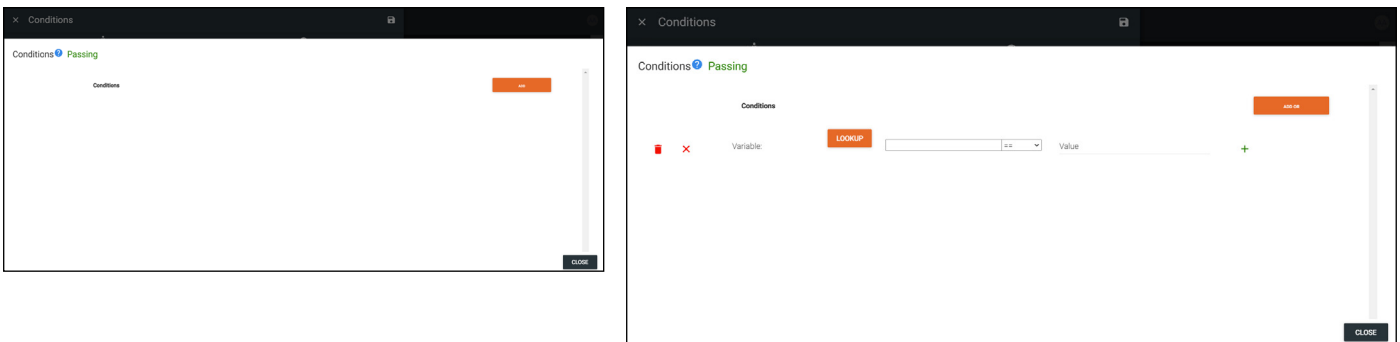 Conditions
Conditions? Passing
Conditions
ADD
CLOSE
Conditions
Conditions? Passing
Conditions
ADD OR
Variable: LOOKUP == Value
CLOSE